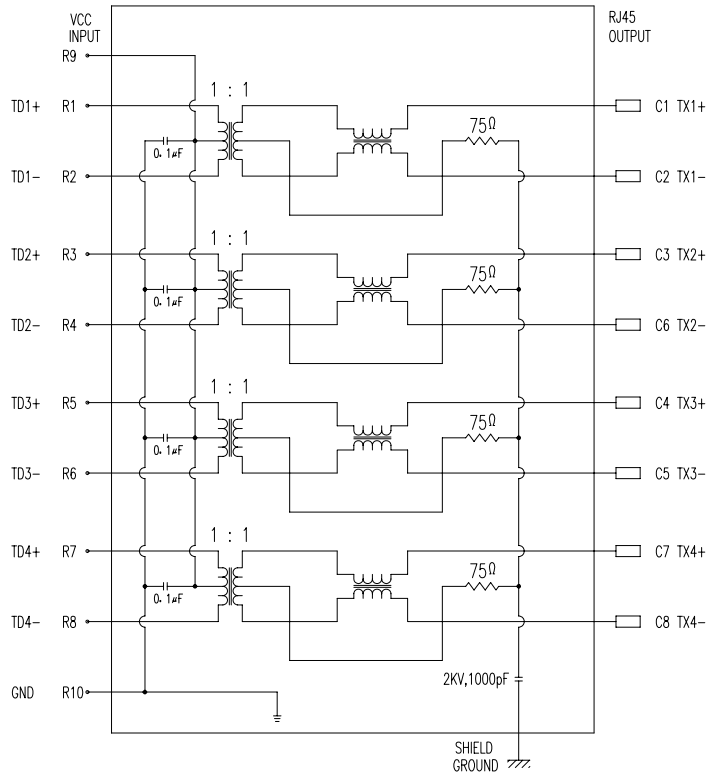 VCC
INPUT
RJ45
OUTPUT
R9
1 : 1
TD1+ R1
C1 TX1+
75Ω
0.1μF
TD1- R2
C2 TX1-
1 : 1
TD2+ R3
C3 TX2+
75Ω
0.1μF
TD2- R4
C6 TX2-
1 : 1
TD3+ R5
C4 TX3+
75Ω
0.1μF
TD3- R6
C5 TX3-
1 : 1
TD4+ R7
C7 TX4+
75Ω
0.1μF
TD4- R8
C8 TX4-
2KV,1000pF
GND R10
SHIELD
GROUND